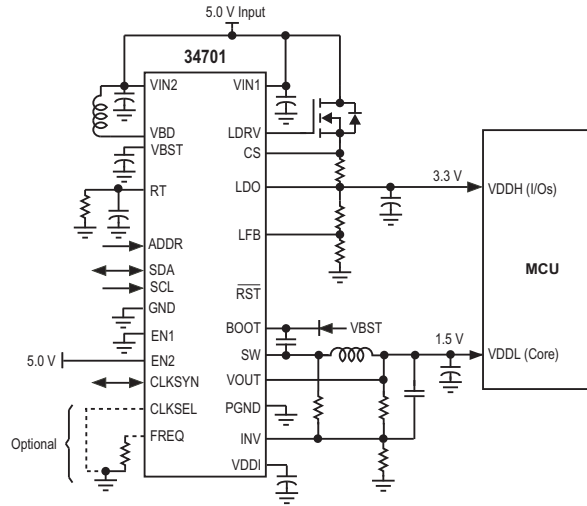 5.0 V Input
34701
VIN2
VIN1
VBD
LDRV
VBST
CS
RT
LDO
3.3 V
VDDH (I/Os)
LFB
ADDR
SDA
SCL
RST
MCU
GND
BOOT
VBST
EN1
1.5 V
5.0 V
EN2
SW
VDDL (Core)
CLKSYN
VOUT
CLKSEL
PGND
Optional
FREQ
INV
VDDI